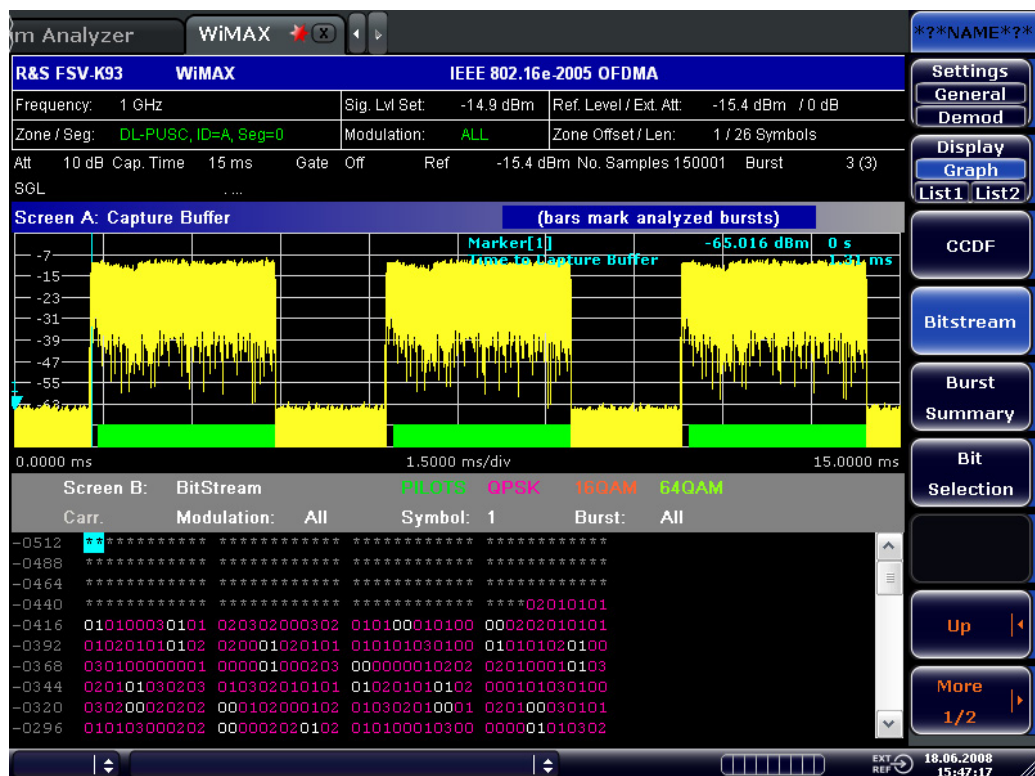 m Analyzer WiMAX X *?*NAME*?*
R&S FSV-K93 WiMAX IEEE 802.16e-2005 OFDMA
Frequency: 1 GHz Sig. Lvl Set: -14.9 dBm Ref. Level / Ext. Att: -15.4 dBm / 0 dB
Zone / Seg: DL-PUSC, ID=A, Seg=0 Modulation: ALL Zone Offset / Len: 1 / 26 Symbols
Att 10 dB Cap. Time 15 ms Gate Off Ref -15.4 dBm No. Samples 150001 Burst 3 (3)
SGL . ...
Screen A: Capture Buffer (bars mark analyzed bursts)
Marker[1] -65.016 dBm 0 s
Time to Capture Buffer 1.31 ms
-7
-15
-23
-31
-39
-47
-55
-63
1
0.0000 ms 1.5000 ms/div 15.0000 ms
Screen B: BitStream PILOTS QPSK 16QAM 64QAM
Carr. Modulation: All Symbol: 1 Burst: All
-0512 ************ ************ ************ ************
-0488 ************ ************ ************ ************
-0464 ************ ************ ************ ************
-0440 ************ ************ ************ ****02010101
-0416 010100030101 020302000302 010100010100 000202010101
-0392 010201010102 020001020101 010101030100 010101020100
-0368 030100000001 000001000203 000000010202 020100010103
-0344 020101030203 010302010101 010201010102 000101030100
-0320 030200020202 000102000102 010302010001 020100030101
-0296 010103000202 000002020102 010100010300 000001010302
Settings
General
Demod
Display
Graph
List1 List2
CCDF
Bitstream
Burst
Summary
Bit
Selection
Up
More
1/2
EXT
REF
18.06.2008
15:47:17